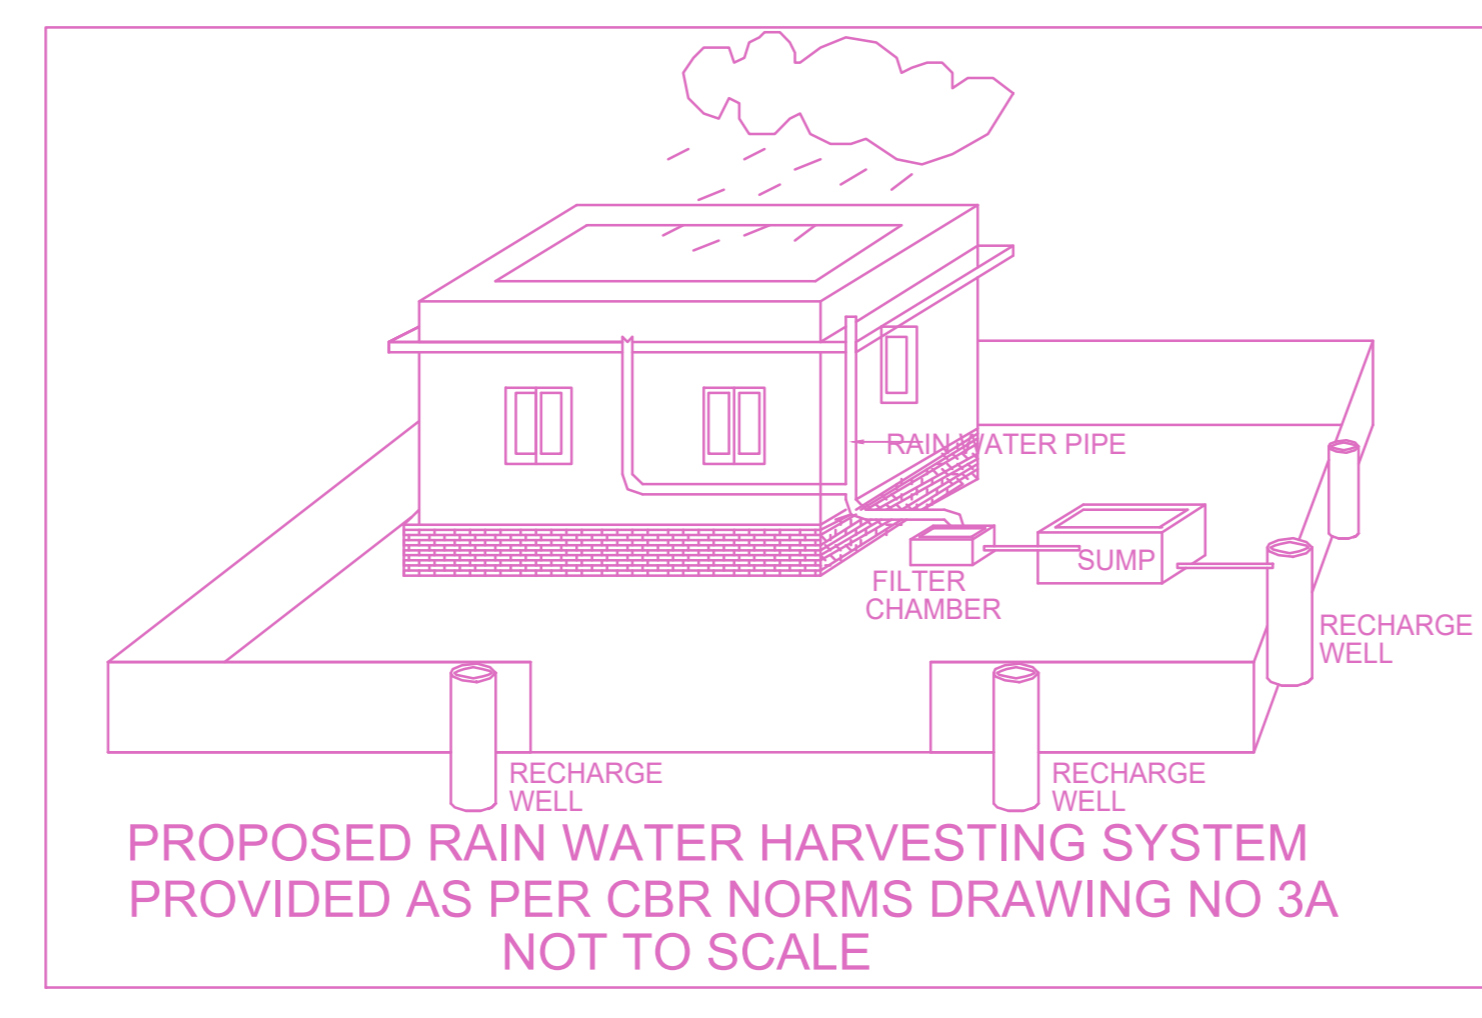 RAIN WATER PIPE
SUMP
FILTER
CHAMBER
RECHARGE
WELL
RECHARGE
WELL
RECHARGE
WELL
PROPOSED RAIN WATER HARVESTING SYSTEM
PROVIDED AS PER CBR NORMS DRAWING NO 3A
NOT TO SCALE